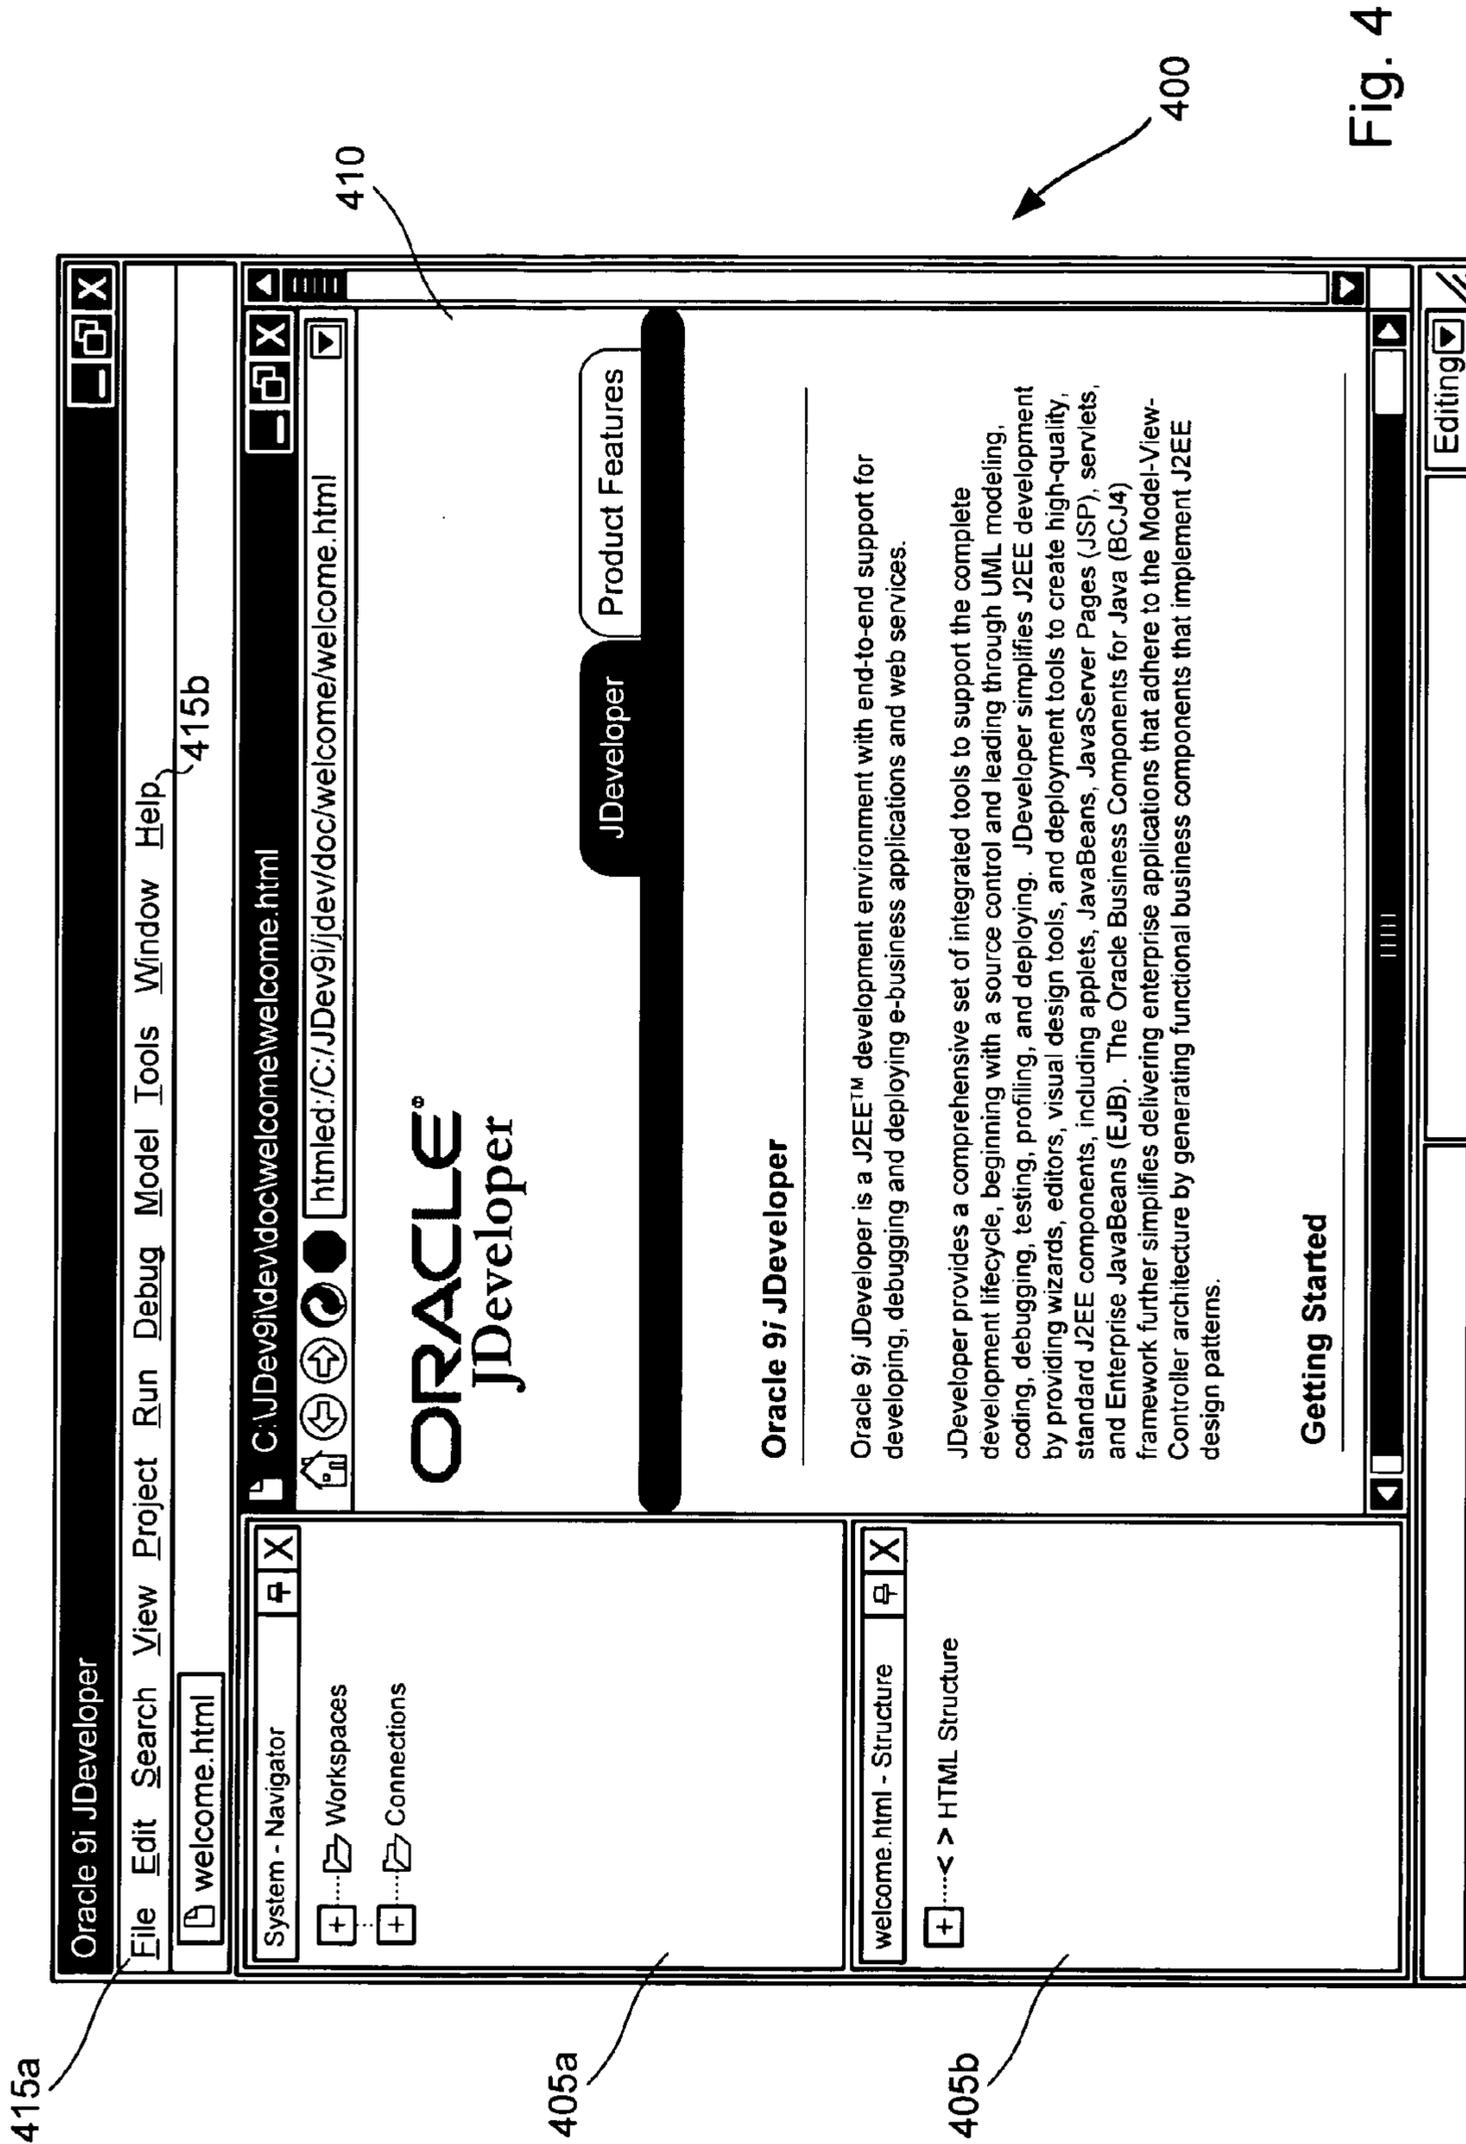 415a
Oracle 9i JDeveloper
File Edit Search View Project Run Debug Model Tools Window Help
415b
welcome.html
System - Navigator
+ Workspaces
+ Connections
405a
welcome.html - Structure
+ < > HTML Structure
405b
C:\JDev9i\dev\doc\welcome\welcome.html
htmled:/C:/JDev9i/jdev/doc/welcome/welcome.html
410
ORACLE®
JDeveloper
JDeveloper
Product Features
Oracle 9i JDeveloper
Oracle 9i JDeveloper is a J2EE™ development environment with end-to-end support for
developing, debugging and deploying e-business applications and web services.
JDeveloper provides a comprehensive set of integrated tools to support the complete
development lifecycle, beginning with a source control and leading through UML modeling,
coding, debugging, testing, profiling, and deploying. JDeveloper simplifies J2EE development
by providing wizards, editors, visual design tools, and deployment tools to create high-quality,
standard J2EE components, including applets, JavaBeans, JavaServer Pages (JSP), servlets,
and Enterprise JavaBeans (EJB). The Oracle Business Components for Java (BCJ4)
framework further simplifies delivering enterprise applications that adhere to the Model-View-
Controller architecture by generating functional business components that implement J2EE
design patterns.
Getting Started
Editing
400
Fig. 4